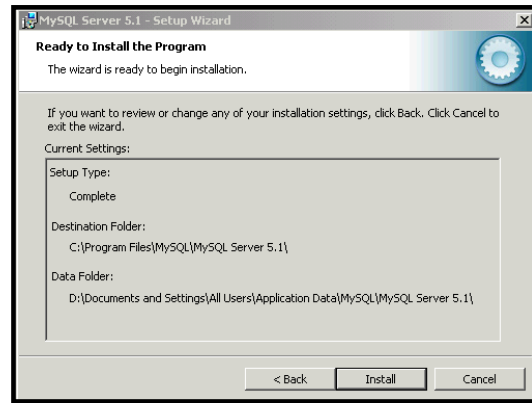 MySQL Server 5.1 - Setup Wizard
Ready to Install the Program
The wizard is ready to begin installation.
If you want to review or change any of your installation settings, click Back. Click Cancel to
exit the wizard.
Current Settings:
Setup Type:
Complete
Destination Folder:
C:\Program Files\MySQL\MySQL Server 5.1\
Data Folder:
D:\Documents and Settings\All Users\Application Data\MySQL\MySQL Server 5.1\
< Back Install Cancel